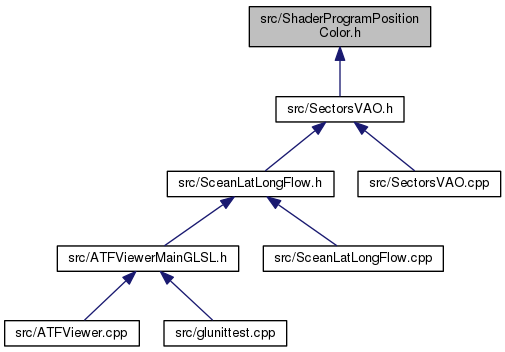 src/ShaderProgramPosition
Color.h
src/SectorsVAO.h
src/SceanLatLongFlow.h
src/SectorsVAO.cpp
src/ATFViewerMainGLSL.h
src/SceanLatLongFlow.cpp
src/ATFViewer.cpp
src/glunittest.cpp